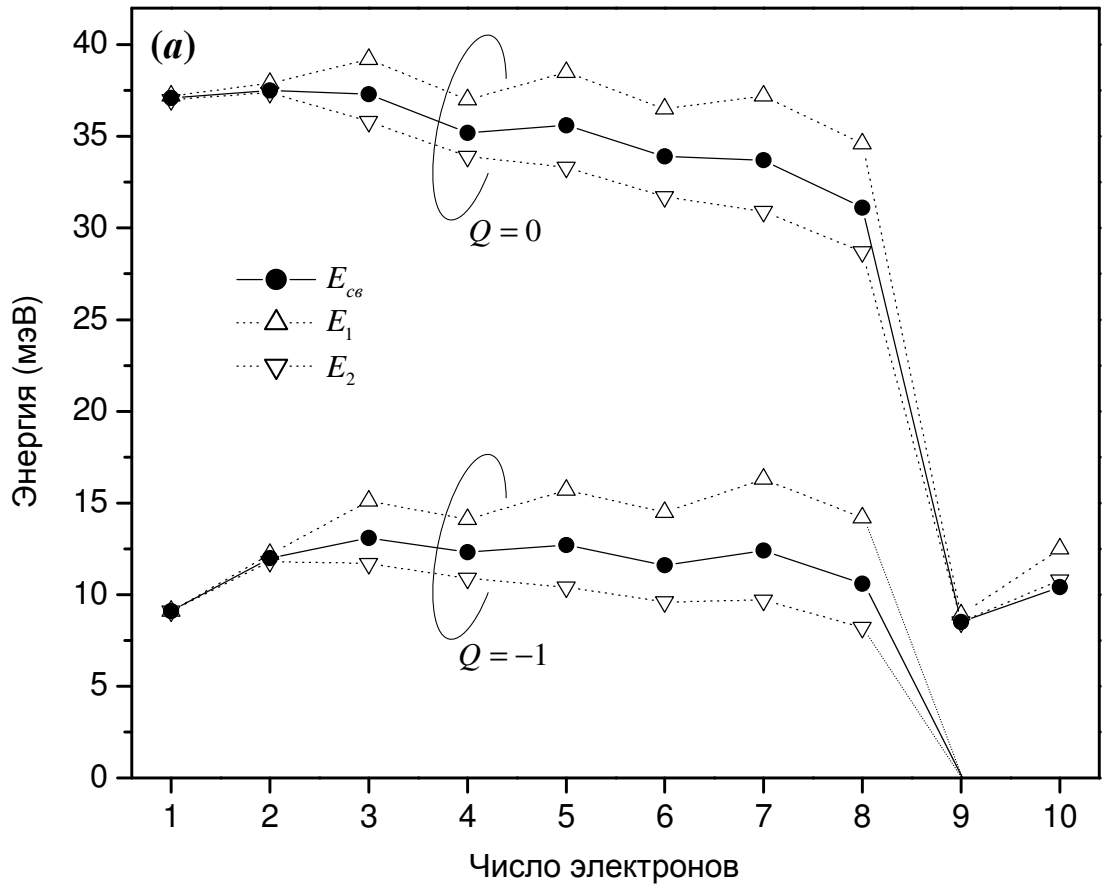 (a)
40
35
30
25
20
15
10
5
0
Энергия (мэВ)
Q = 0
E_св
E_1
E_2
Q = −1
1 2 3 4 5 6 7 8 9 10
Число электронов